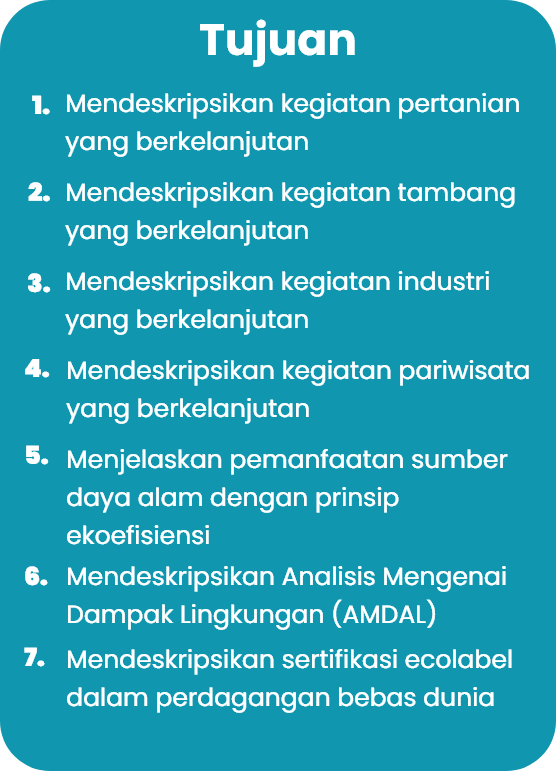 Tujuan
1. Mendeskripsikan kegiatan pertanian
yang berkelanjutan
2. Mendeskripsikan kegiatan tambang
yang berkelanjutan
3. Mendeskripsikan kegiatan industri
yang berkelanjutan
4. Mendeskripsikan kegiatan pariwisata
yang berkelanjutan
5. Menjelaskan pemanfaatan sumber
daya alam dengan prinsip
ekoefisiensi
6. Mendeskripsikan Analisis Mengenai
Dampak Lingkungan (AMDAL)
7. Mendeskripsikan sertifikasi ecolabel
dalam perdagangan bebas dunia